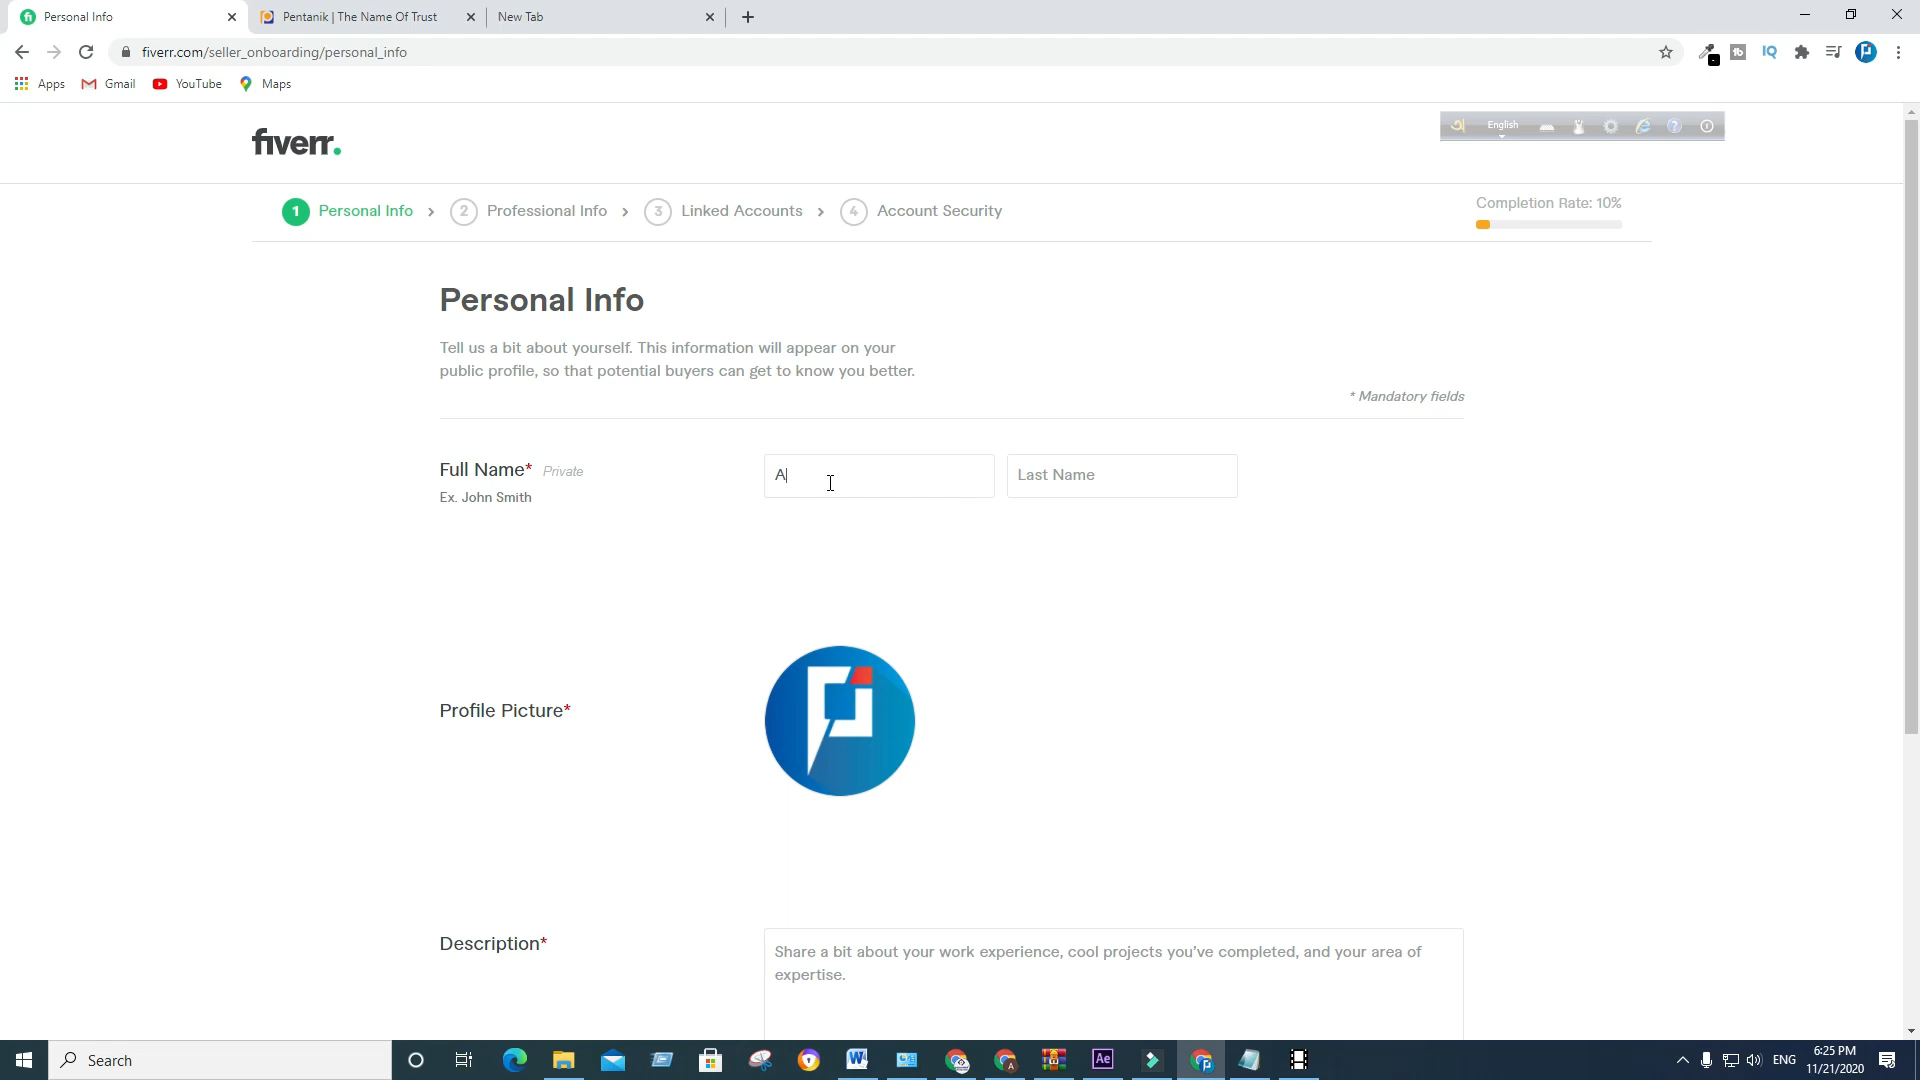 Personal Info
Pentanik | The Name Of Trust
New Tab
fiverr.com/seller_onboarding/personal_info
Apps
Gmail
YouTube
Maps
fiverr.
English
1 Personal Info
2 Professional Info
3 Linked Accounts
4 Account Security
Completion Rate: 10%
Personal Info
Tell us a bit about yourself. This information will appear on your
public profile, so that potential buyers can get to know you better.
* Mandatory fields
Full Name* Private
A
Last Name
Ex. John Smith
Profile Picture*
Description*
Share a bit about your work experience, cool projects you've completed, and your area of
expertise.
Search
ENG
6:25 PM
11/21/2020